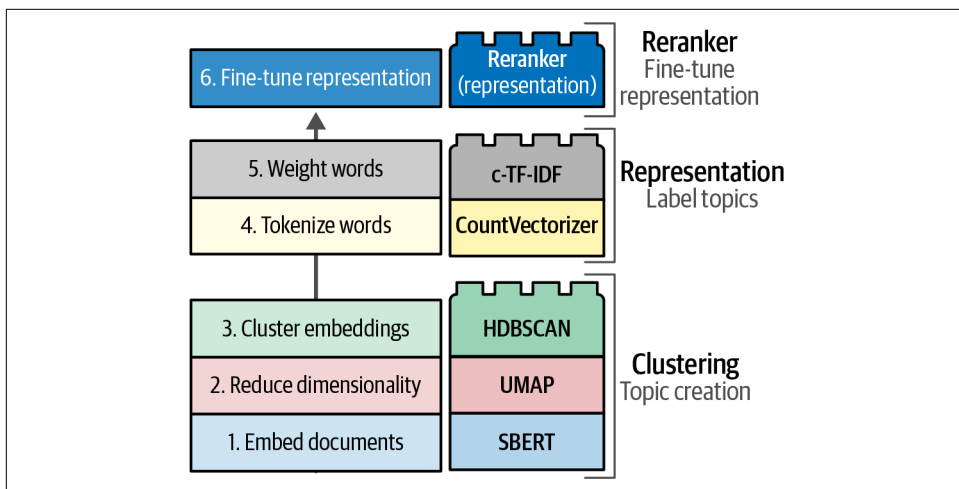 6. Fine-tune representation
Reranker
(representation)
Reranker
Fine-tune
representation
5. Weight words
c-TF-IDF
4. Tokenize words
CountVectorizer
Representation
Label topics
3. Cluster embeddings
HDBSCAN
2. Reduce dimensionality
UMAP
1. Embed documents
SBERT
Clustering
Topic creation